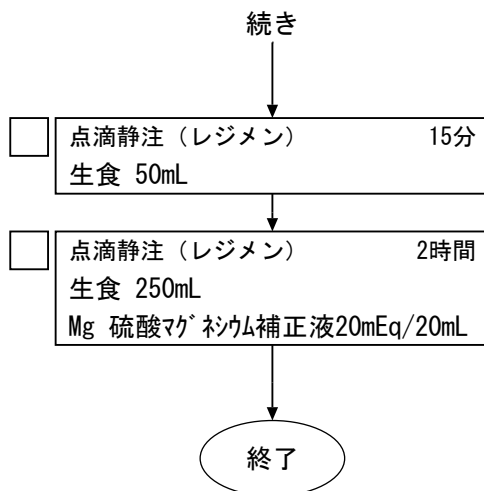 続き
点滴静注（レジメン） 15分
生食 50mL
点滴静注（レジメン） 2時間
生食 250mL
Mg 硫酸ﾏｸﾞﾈｼｳﾑ補正液20mEq/20mL
終了